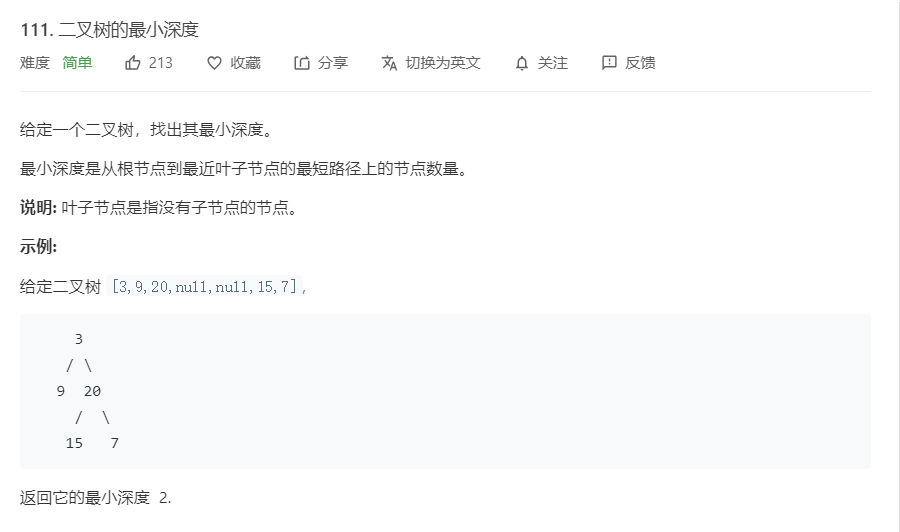 111. 二叉树的最小深度
难度 简单 213 收藏 分享 切换为英文 关注 反馈
给定一个二叉树，找出其最小深度。
最小深度是从根节点到最近叶子节点的最短路径上的节点数量。
说明: 叶子节点是指没有子节点的节点。
示例:
给定二叉树 [3,9,20,null,null,15,7],
3
/ \
9 20
/ \
15 7
返回它的最小深度 2.